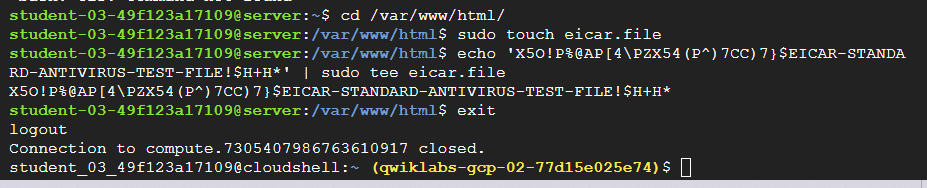 student-03-49f123a17109@server:~$ cd /var/www/html/
student-03-49f123a17109@server:/var/www/html$ sudo touch eicar.file
student-03-49f123a17109@server:/var/www/html$ echo 'X5O!P%@AP[4\PZX54(P^)7CC)7}$EICAR-STANDA
RD-ANTIVIRUS-TEST-FILE!$H+H*' | sudo tee eicar.file
X5O!P%@AP[4\PZX54(P^)7CC)7}$EICAR-STANDARD-ANTIVIRUS-TEST-FILE!$H+H*
student-03-49f123a17109@server:/var/www/html$ exit
logout
Connection to compute.7305407986763610917 closed.
student_03_49f123a17109@cloudshell:~ (qwiklabs-gcp-02-77d15e025e74)$